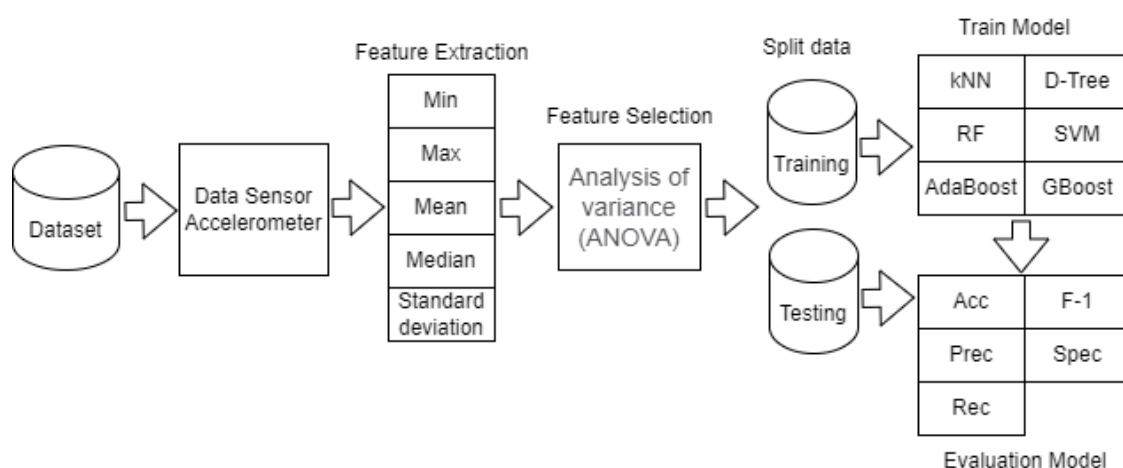 Dataset
Data Sensor
Accelerometer
Feature Extraction
Min
Max
Mean
Median
Standard
deviation
Feature Selection
Analysis of
variance
(ANOVA)
Split data
Training
Testing
Train Model
kNN
D-Tree
RF
SVM
AdaBoost
GBoost
Acc
F-1
Prec
Spec
Rec
Evaluation Model